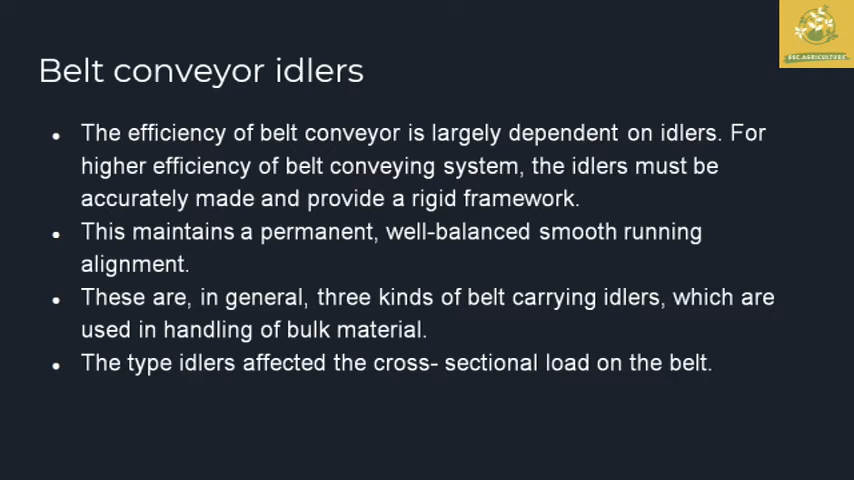 BSC.AGRICULTURE
Belt conveyor idlers
● The efficiency of belt conveyor is largely dependent on idlers. For
higher efficiency of belt conveying system, the idlers must be
accurately made and provide a rigid framework.
● This maintains a permanent, well-balanced smooth running
alignment.
● These are, in general, three kinds of belt carrying idlers, which are
used in handling of bulk material.
● The type idlers affected the cross- sectional load on the belt.